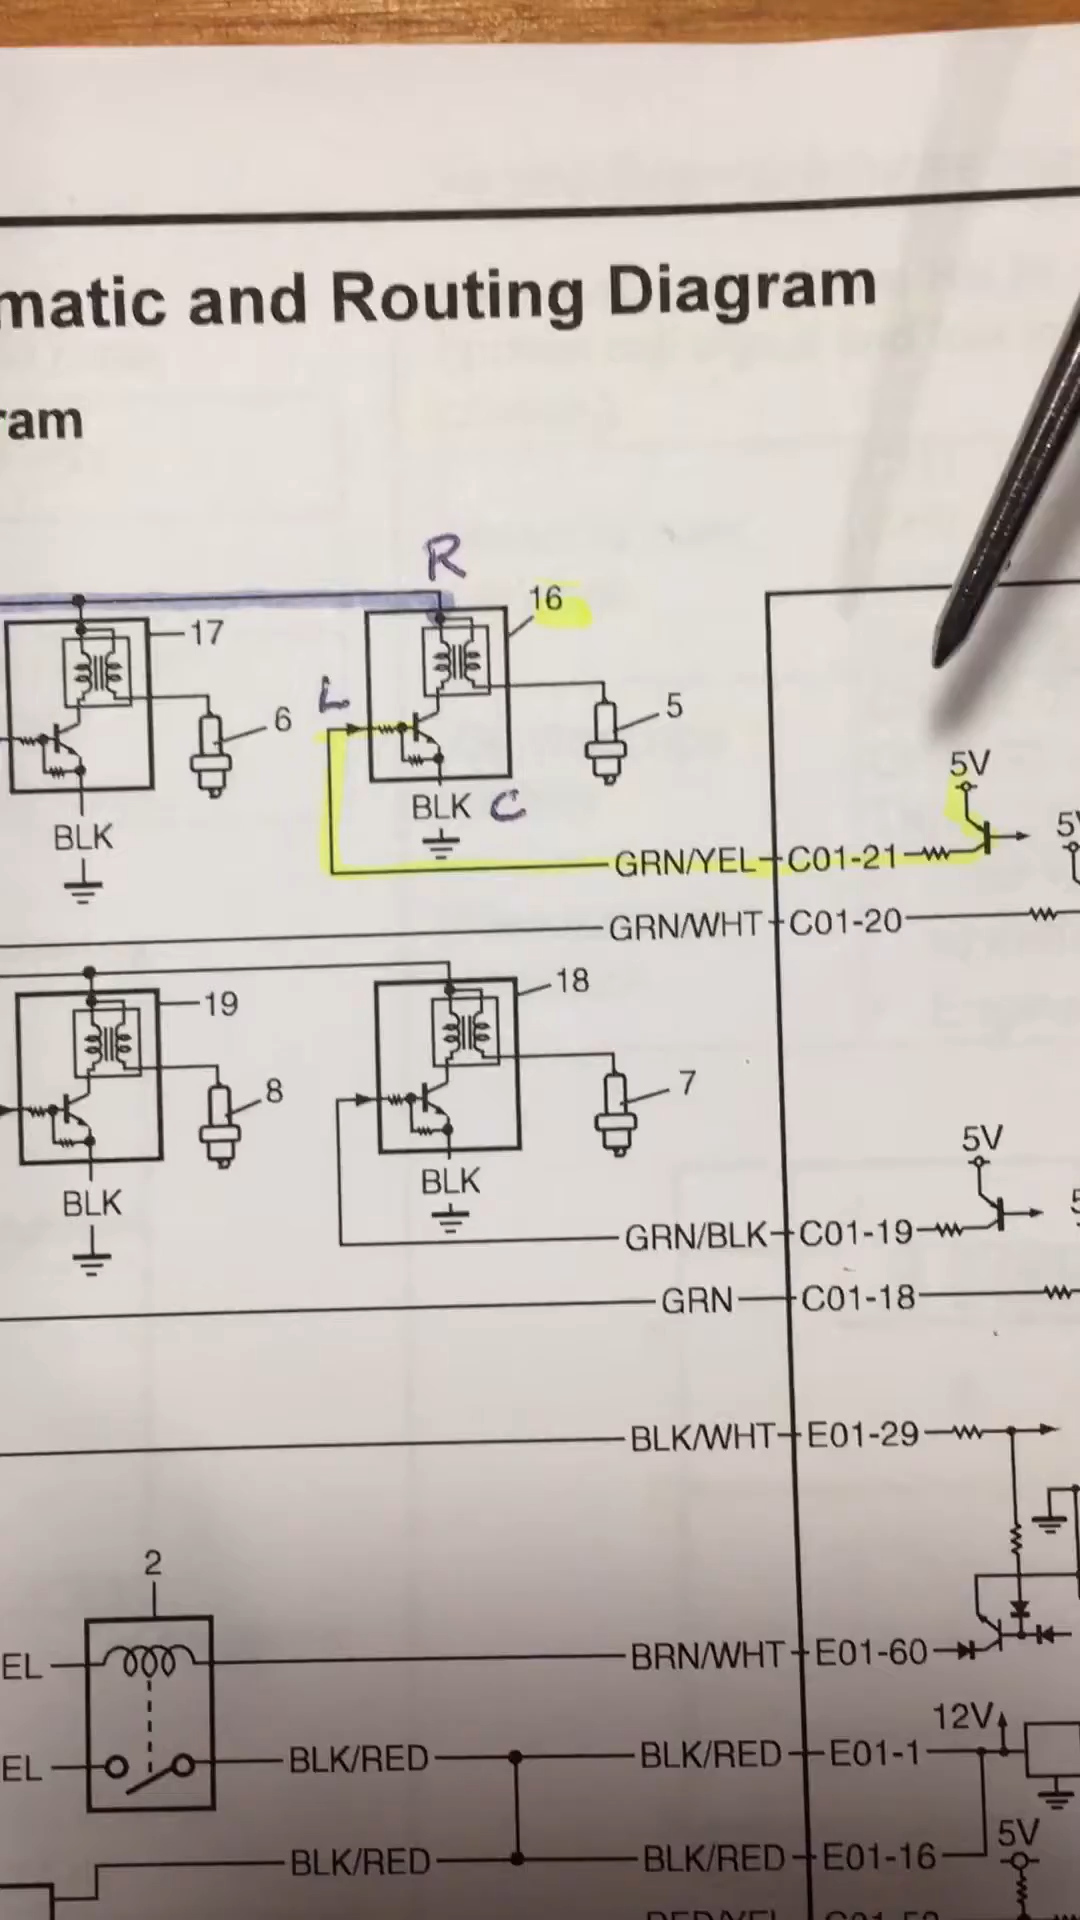 matic and Routing Diagram
ram
R
16
17
L
5
6
5V
BLK C
5V
BLK
GRN/YEL C01-21
GRN/WHT C01-20
18
19
7
8
5V
BLK
BLK
GRN/BLK C01-19
GRN C01-18
BLK/WHT E01-29
2
EL BRN/WHT E01-60
12V
EL BLK/RED BLK/RED E01-1
5V
BLK/RED BLK/RED E01-16